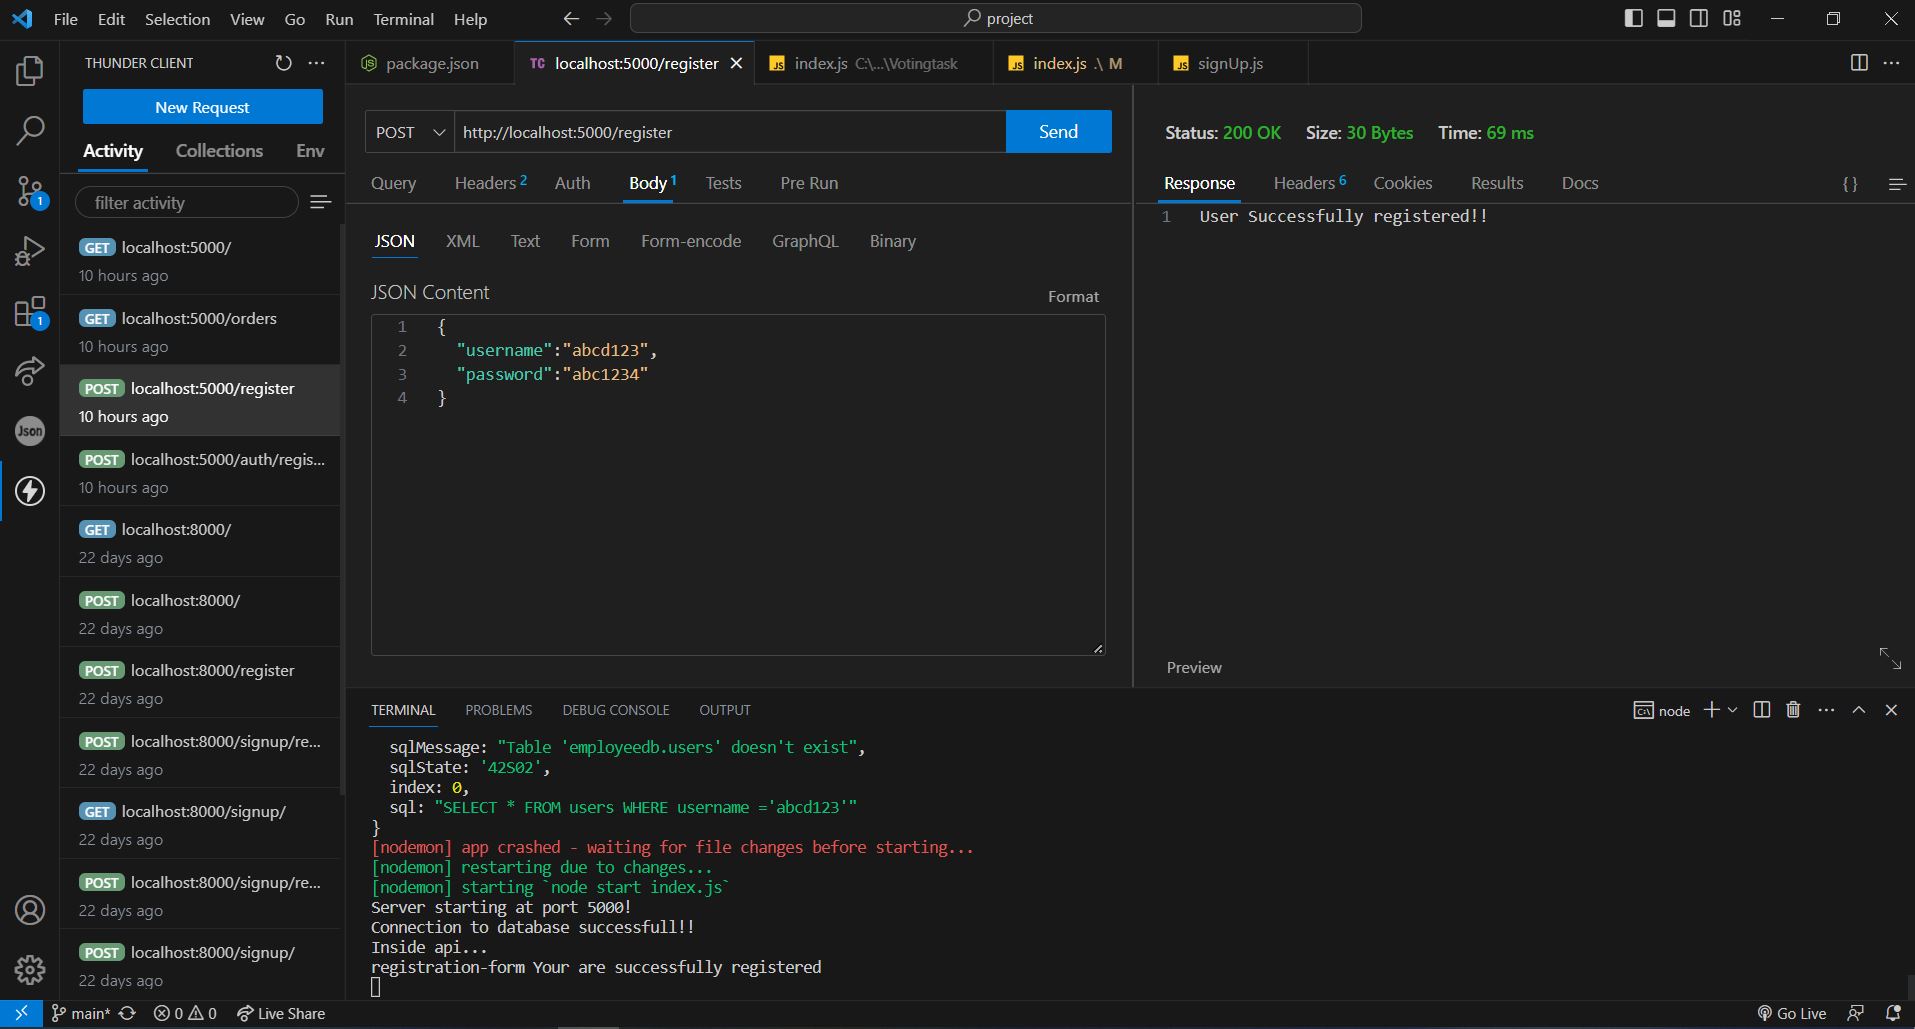 File Edit Selection View Go Run Terminal Help
project
THUNDER CLIENT
package.json
TC localhost:5000/register
JS index.js C:\...\Votingtask
JS index.js .\ M
JS signUp.js
New Request
Activity Collections Env
filter activity
GET localhost:5000/
10 hours ago
GET localhost:5000/orders
10 hours ago
POST localhost:5000/register
10 hours ago
POST localhost:5000/auth/regis...
10 hours ago
GET localhost:8000/
22 days ago
POST localhost:8000/
22 days ago
POST localhost:8000/register
22 days ago
POST localhost:8000/signup/re...
22 days ago
GET localhost:8000/signup/
22 days ago
POST localhost:8000/signup/re...
22 days ago
POST localhost:8000/signup/
22 days ago
1
1
Json
POST http://localhost:5000/register Send
Query Headers 2 Auth Body 1 Tests Pre Run
JSON XML Text Form Form-encode GraphQL Binary
JSON Content
Format
1 {
2 "username":"abcd123",
3 "password":"abc1234"
4 }
Status: 200 OK Size: 30 Bytes Time: 69 ms
Response Headers 6 Cookies Results Docs { }
1 User Successfully registered!!
Preview
TERMINAL PROBLEMS DEBUG CONSOLE OUTPUT
node
sqlMessage: "Table 'employeedb.users' doesn't exist",
sqlState: '42S02',
index: 0,
sql: "SELECT * FROM users WHERE username ='abcd123'"
}
[nodemon] app crashed - waiting for file changes before starting...
[nodemon] restarting due to changes...
[nodemon] starting `node start index.js`
Server starting at port 5000!
Connection to database successfull!!
Inside api...
registration-form Your are successfully registered
main* 0 0 Live Share
Go Live